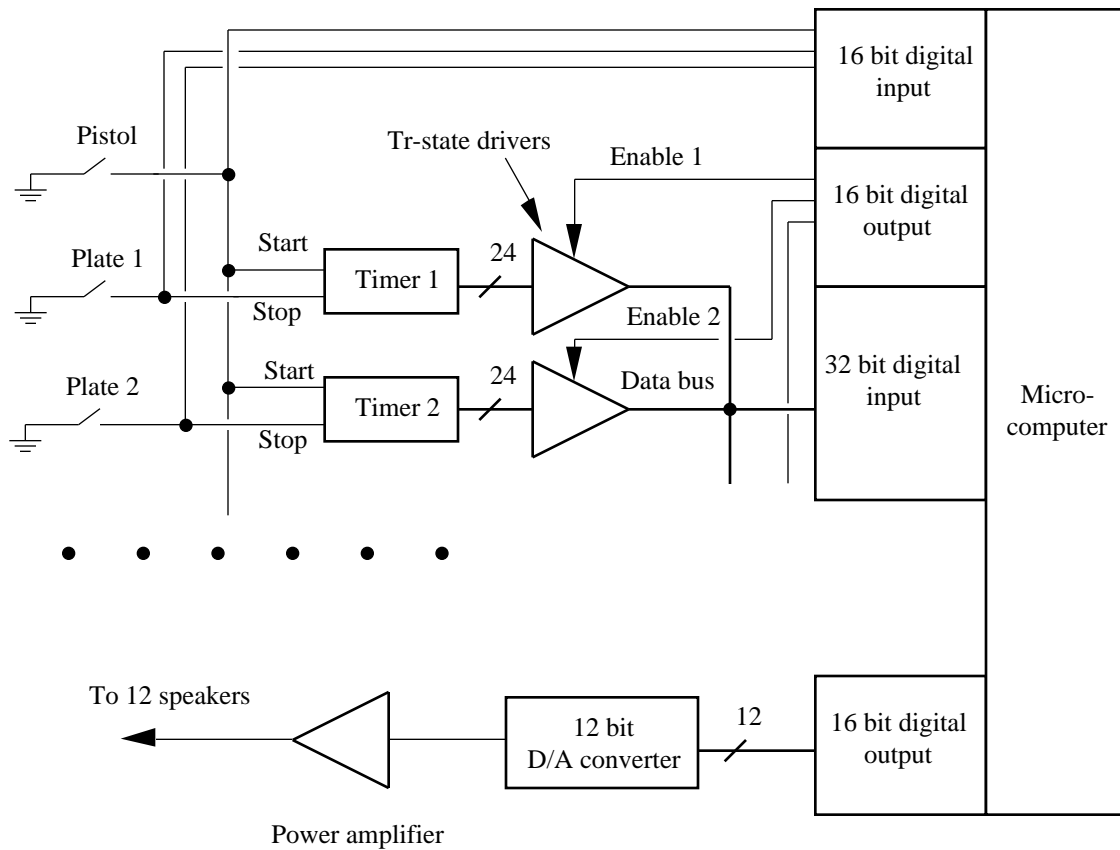 16 bit digital
input
Pistol
Tr-state drivers
Enable 1
16 bit digital
output
Plate 1
Start
Timer 1
24
Stop
Enable 2
Plate 2
Start
Timer 2
24
Data bus
32 bit digital
input
Stop
Micro-
computer
To 12 speakers
12 bit
D/A converter
12
16 bit digital
output
Power amplifier